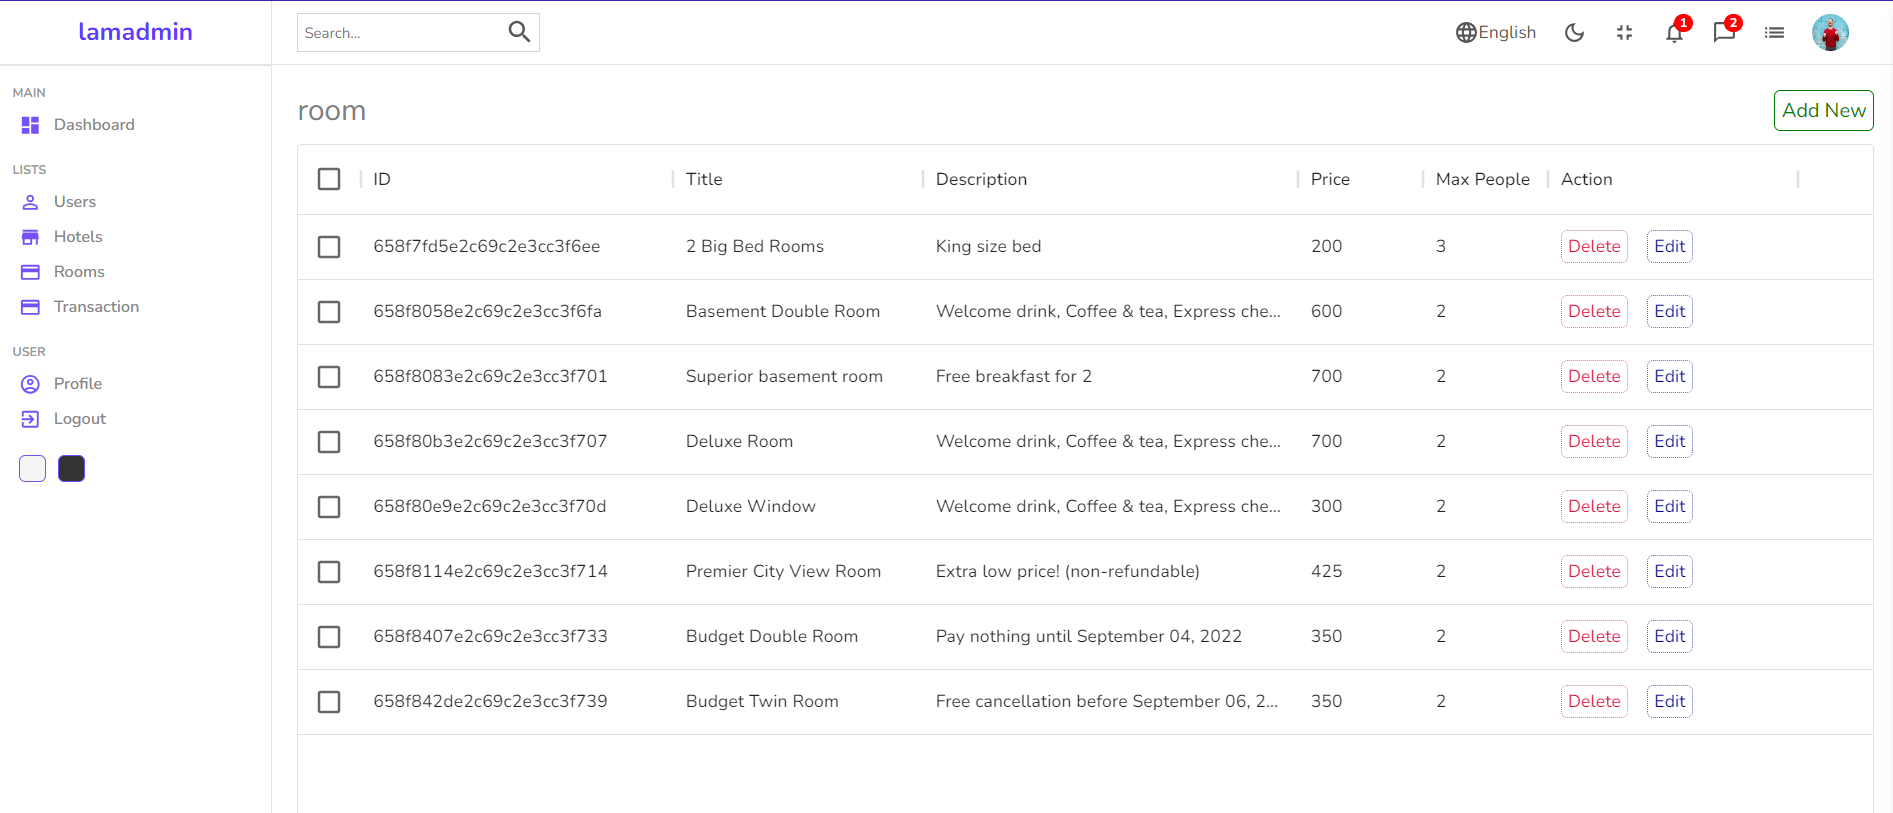 lamadmin
Search...
English
1
2
MAIN
Dashboard
LISTS
Users
Hotels
Rooms
Transaction
USER
Profile
Logout
room
Add New
ID Title Description Price Max People Action
658f7fd5e2c69c2e3cc3f6ee 2 Big Bed Rooms King size bed 200 3 Delete Edit
658f8058e2c69c2e3cc3f6fa Basement Double Room Welcome drink, Coffee & tea, Express che... 600 2 Delete Edit
658f8083e2c69c2e3cc3f701 Superior basement room Free breakfast for 2 700 2 Delete Edit
658f80b3e2c69c2e3cc3f707 Deluxe Room Welcome drink, Coffee & tea, Express che... 700 2 Delete Edit
658f80e9e2c69c2e3cc3f70d Deluxe Window Welcome drink, Coffee & tea, Express che... 300 2 Delete Edit
658f8114e2c69c2e3cc3f714 Premier City View Room Extra low price! (non-refundable) 425 2 Delete Edit
658f8407e2c69c2e3cc3f733 Budget Double Room Pay nothing until September 04, 2022 350 2 Delete Edit
658f842de2c69c2e3cc3f739 Budget Twin Room Free cancellation before September 06, 2... 350 2 Delete Edit